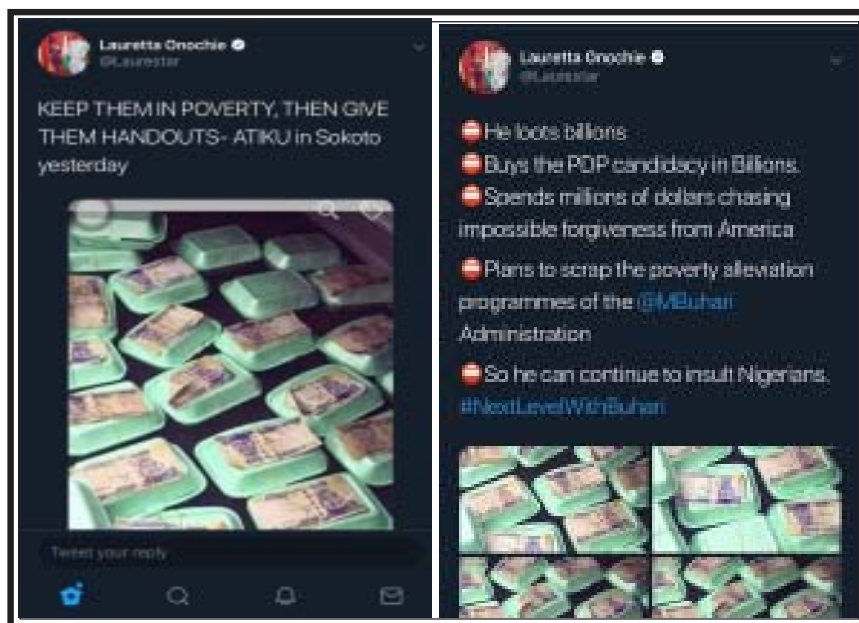 Lauretta Onochie
@Laurestar
KEEP THEM IN POVERTY, THEN GIVE
THEM HANDOUTS- ATIKU in Sokoto
yesterday
Tweet your reply
Lauretta Onochie
@Laurestar
⛔He loots billions
⛔Buys the PDP candidacy in Billions.
⛔Spends millions of dollars chasing
impossible forgiveness from America
⛔Plans to scrap the poverty alleviation
programmes of the @MBuhari
Administration
⛔So he can continue to insult Nigerians.
#NextLevelWithBuhari